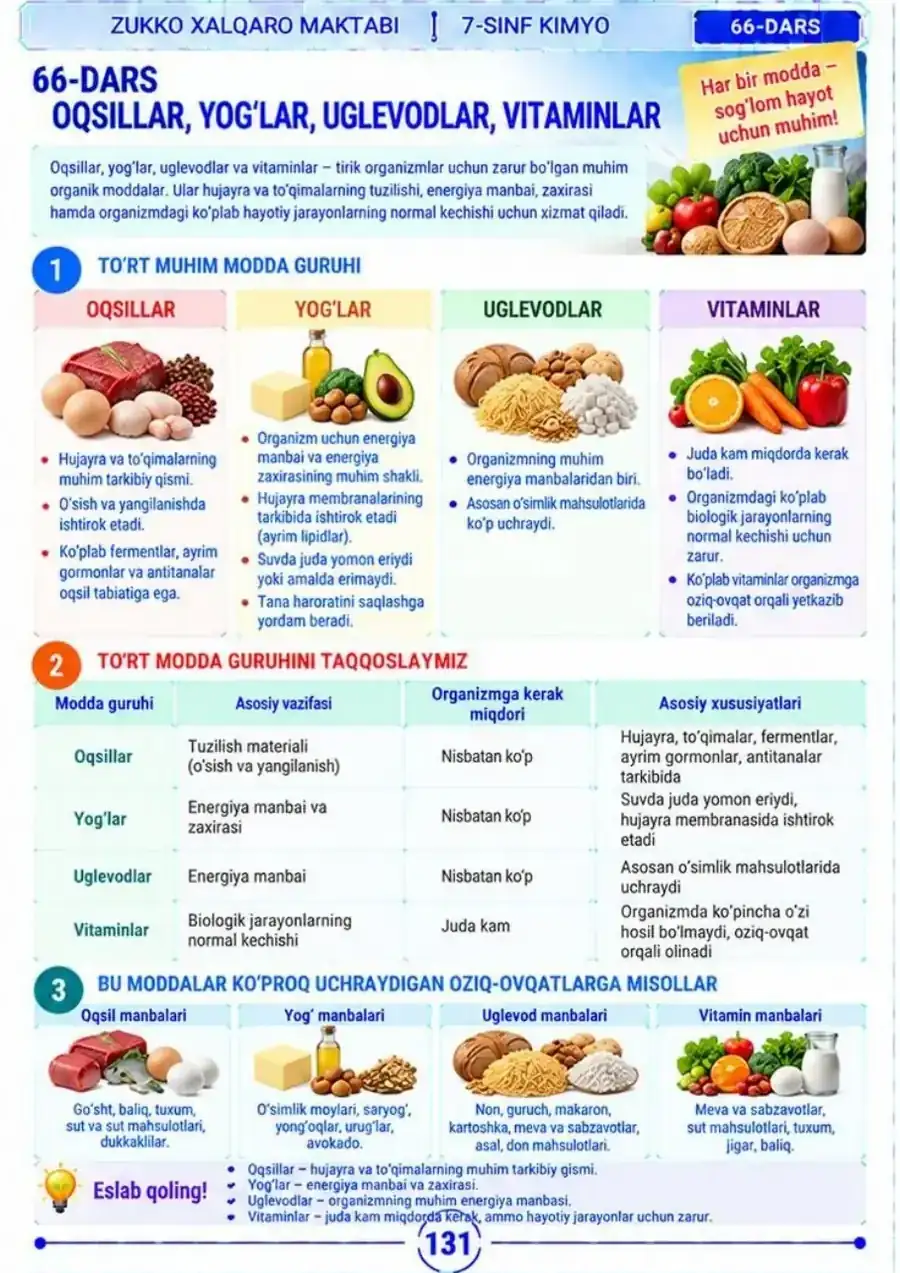 ZUKKO XALQARO MAKTABI
7-SINF KIMYO
66-DARS
66-DARS
OQSILLAR, YOG‘LAR, UGLEVODLAR, VITAMINLAR
Har bir modda –
sog‘lom hayot
uchun muhim!
Oqsillar, yog‘lar, uglevodlar va vitaminlar – tirik organizmlar uchun zarur bo‘lgan muhim
organik moddalar. Ular hujayra va to‘qimalarning tuzilishi, energiya manbai, zaxirasi
hamda organizmdagi ko‘plab hayotiy jarayonlarning normal kechishi uchun xizmat qiladi.
1 TO‘RT MUHIM MODDA GURUHI
OQSILLAR
• Hujayra va to‘qimalarning
muhim tarkibiy qismi.
• O‘sish va yangilanishda
ishtirok etadi.
• Ko‘plab fermentlar, ayrim
gormonlar va antitanalar
oqsil tabiatiga ega.
YOG‘LAR
• Organizm uchun energiya
manbai va energiya
zaxirasining muhim shakli.
• Hujayra membranalarining
tarkibida ishtirok etadi
(ayrim lipidlar).
• Suvda juda yomon eriydi
yoki amalda erimaydi.
• Tana haroratini saqlashga
yordam beradi.
UGLEVODLAR
• Organizmning muhim
energiya manbalaridan biri.
• Asosan o‘simlik mahsulotlarida
ko‘p uchraydi.
VITAMINLAR
• Juda kam miqdorda kerak
bo‘ladi.
• Organizmdagi ko‘plab
biologik jarayonlarning
normal kechishi uchun
zarur.
• Ko‘plab vitaminlar organizmga
oziq-ovqat orqali yetkazib
beriladi.
2 TO‘RT MODDA GURUHINI TAQQOSLAYMIZ
Modda guruhi
Asosiy vazifasi
Organizmga kerak
miqdori
Asosiy xususiyatlari
Oqsillar
Tuzilish materiali
(o‘sish va yangilanish)
Nisbatan ko‘p
Hujayra, to‘qimalar, fermentlar,
ayrim gormonlar, antitanalar
tarkibida
Yog‘lar
Energiya manbai va
zaxirasi
Nisbatan ko‘p
Suvda juda yomon eriydi,
hujayra membranasida ishtirok
etadi
Uglevodlar
Energiya manbai
Nisbatan ko‘p
Asosan o‘simlik mahsulotlarida
uchraydi
Vitaminlar
Biologik jarayonlarning
normal kechishi
Juda kam
Organizmda ko‘pincha o‘zi
hosil bo‘lmaydi, oziq-ovqat
orqali olinadi
3 BU MODDALAR KO‘PROQ UCHRAYDIGAN OZIQ-OVQATLARGA MISOLLAR
Oqsil manbalari
Go‘sht, baliq, tuxum,
sut va sut mahsulotlari,
dukkaklilar.
Yog‘ manbalari
O‘simlik moylari, saryog‘,
yong‘oqlar, urug‘lar,
avokado.
Uglevod manbalari
Non, guruch, makaron,
kartoshka, meva va sabzavotlar,
asal, don mahsulotlari.
Vitamin manbalari
Meva va sabzavotlar,
sut mahsulotlari, tuxum,
jigar, baliq.
Eslab qoling!
• Oqsillar – hujayra va to‘qimalarning muhim tarkibiy qismi.
Yog‘lar – energiya manbai va zaxirasi.
Uglevodlar – organizmning muhim energiya manbasi.
• Vitaminlar – juda kam miqdorda kerak, ammo hayotiy jarayonlar uchun zarur.
131